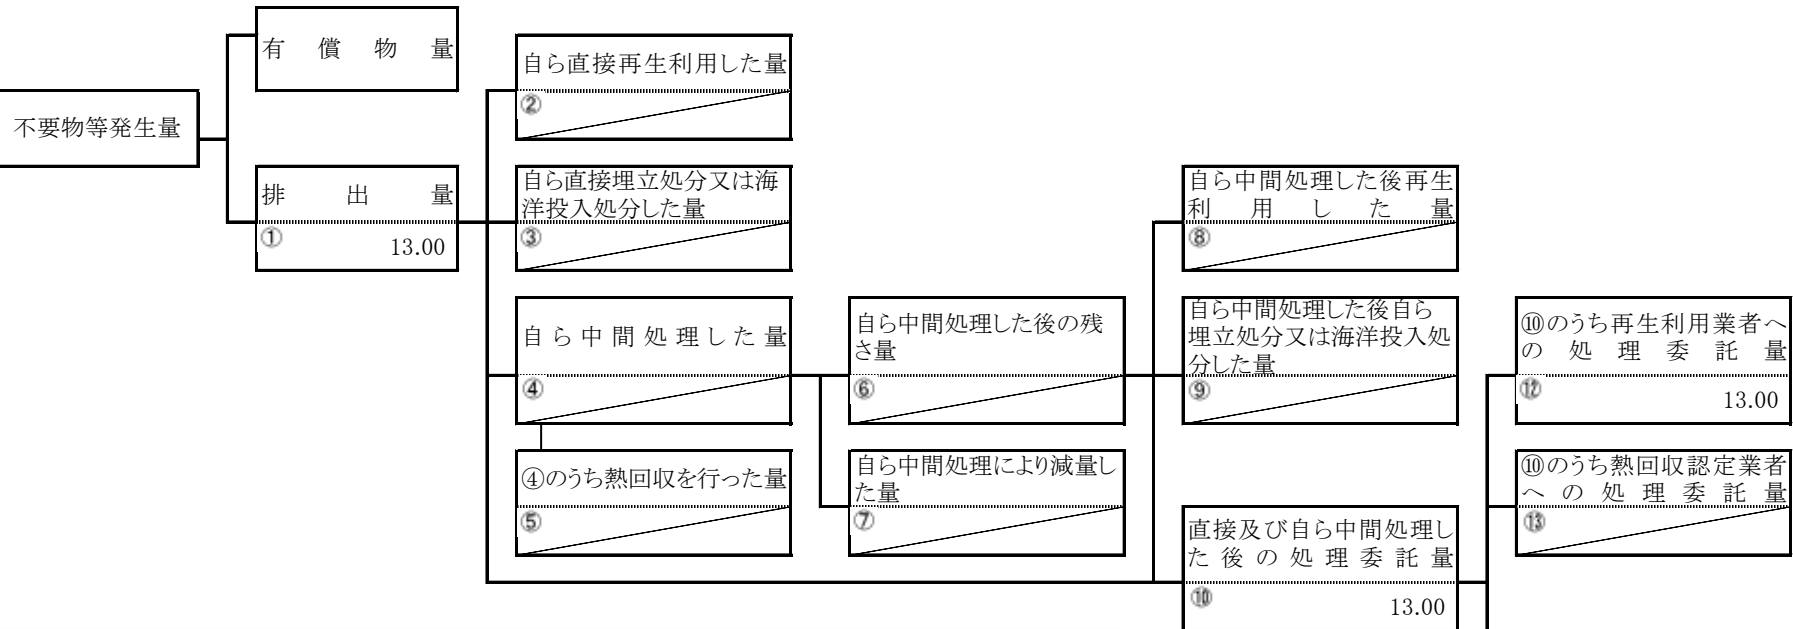 有償物量
不要物等発生量
排出量
①
13.00
自ら直接再生利用した量
②
自ら直接埋立処分又は海
洋投入処分した量
③
自ら中間処理した量
④
④のうち熱回収を行った量
⑤
自ら中間処理した後の残
さ量
⑥
自ら中間処理により減量し
た量
⑦
自ら中間処理した後再生
利用した量
⑧
自ら中間処理した後自ら
埋立処分又は海洋投入処
分した量
⑨
直接及び自ら中間処理し
た後の処理委託量
⑩
13.00
⑩のうち再生利用業者へ
の処理委託量
⑫
13.00
⑩のうち熱回収認定業者
への処理委託量
⑬